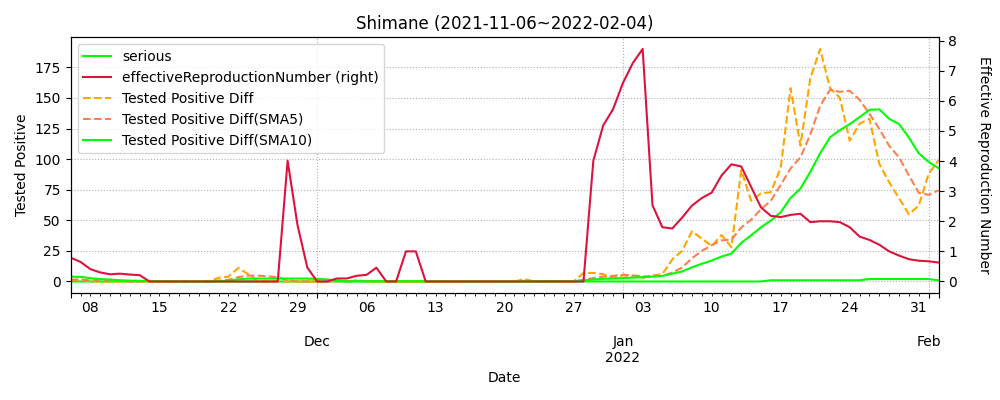 Shimane (2021-11-06~2022-02-04)
serious
effectiveReproductionNumber (right)
Tested Positive Diff
Tested Positive Diff(SMA5)
Tested Positive Diff(SMA10)
Tested Positive
175
150
125
100
75
50
25
0
8
7
6
5
4
3
2
1
0
Effective Reproduction Number
08 15 22 29 06 13 20 27 03 10 17 24 31
Dec Jan Feb
2022
Date